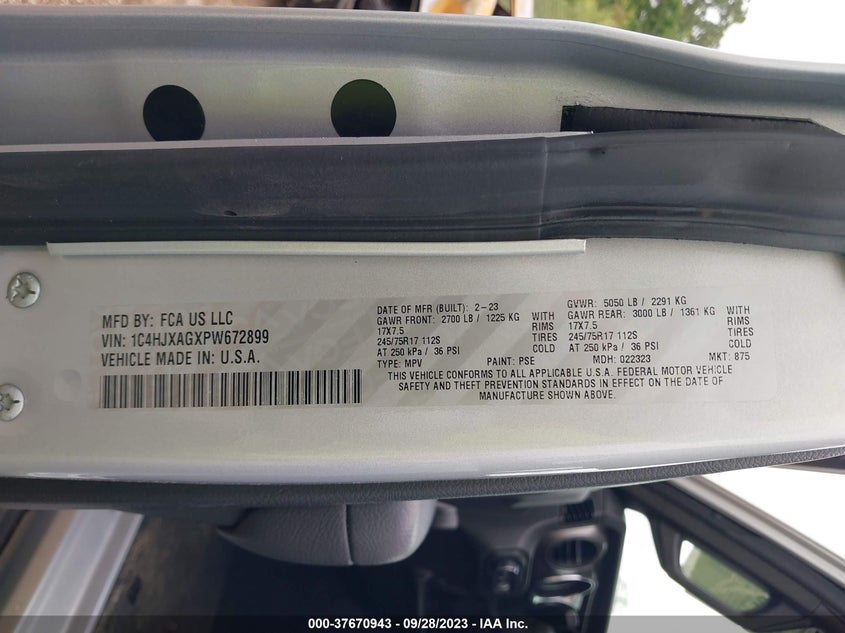 MFD BY: FCA US LLC
VIN: 1C4HJXAGXPW672899
VEHICLE MADE IN: U.S.A.
DATE OF MFR (BUILT): 2-23
GAWR FRONT: 2700 LB / 1225 KG WITH
17X7.5 RIMS
245/75R17 112S TIRES
AT 250 kPa / 36 PSI COLD
GVWR: 5050 LB / 2291 KG
GAWR REAR: 3000 LB / 1361 KG WITH
17X7.5 RIMS
245/75R17 112S TIRES
AT 250 kPa / 36 PSI COLD
TYPE: MPV PAINT: PSE MDH: 022323 MKT: 875
THIS VEHICLE CONFORMS TO ALL APPLICABLE U.S.A. FEDERAL MOTOR VEHICLE
SAFETY AND THEFT PREVENTION STANDARDS IN EFFECT ON THE DATE OF
MANUFACTURE SHOWN ABOVE.
000-37670943 - 09/28/2023 - IAA Inc.